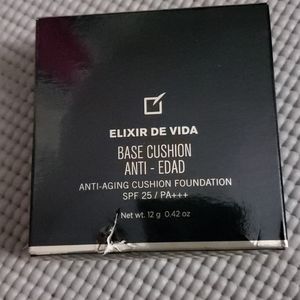 ELIXIR DE VIDA
BASE CUSHION
ANTI - EDAD
ANTI-AGING CUSHION FOUNDATION
SPF 25 / PA+++
Net wt. 12 g 0.42 oz